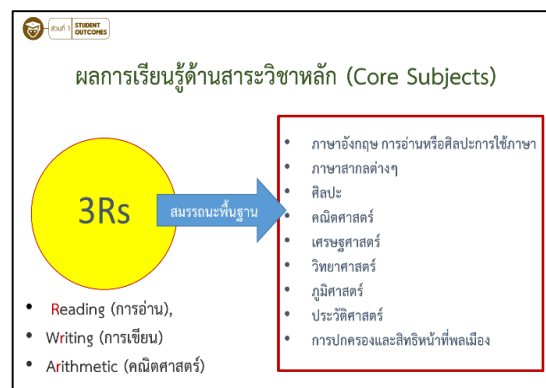 ส่วนที่ 1
STUDENT
OUTCOMES
ผลการเรียนรู้ด้านสาระวิชาหลัก (Core Subjects)
3Rs
สมรรถนะพื้นฐาน
• Reading (การอ่าน),
• Writing (การเขียน)
• Arithmetic (คณิตศาสตร์)
• ภาษาอังกฤษ การอ่านหรือศิลปะการใช้ภาษา
• ภาษาสากลต่างๆ
• ศิลปะ
• คณิตศาสตร์
• เศรษฐศาสตร์
• วิทยาศาสตร์
• ภูมิศาสตร์
• ประวัติศาสตร์
• การปกครองและสิทธิหน้าที่พลเมือง